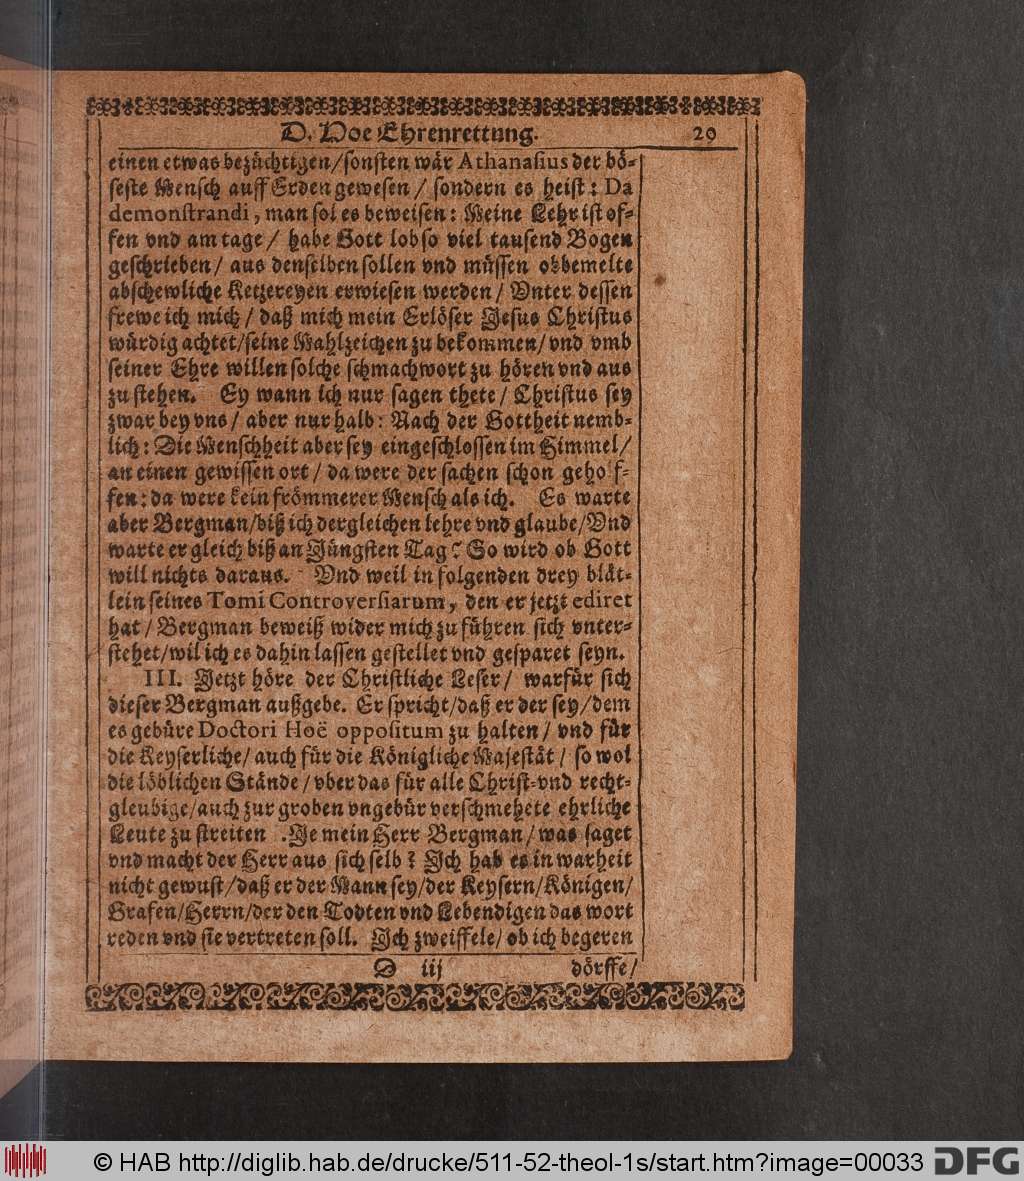 D. Hoe Ehrenrettung. 29
einen etwas bezüchtigen/sonsten wär Athanasius der bö-
seste Mensch auff Erden gewesen / sondern es heist: Da
demonstrandi, man sol es beweisen: Meine Lehr ist of-
fen vnd am tage / habe Gott lob so viel tausend Bogen
geschrieben/ aus denselben sollen vnd müssen obbemelte
abschewliche Ketzereyen erwiesen werden/ Vnter dessen
frewe ich mich / daß mich mein Erlöser Jesus Christus
würdig achtet/seine Mahlzeichen zu bekommen/ vnd vmb
seiner Ehre willen solche schmachwort zu hören vnd aus
zu stehen. Ey wann ich nur sagen thete/ Christus sey
zwar bey vns/ aber nur halb: Nach der Gottheit nemb-
lich: Die Menschheit aber sey eingeschlossen im Himmel/
an einen gewissen ort / da were der sachen schon geholf-
fen: da were kein frömmerer Mensch als ich. Es warte
aber Bergman/biß ich dergleichen lehre vnd glaube/Vnd
warte er gleich biß an Jüngsten Tag? So wird ob Gott
will nichts daraus. Vnd weil in folgenden drey blät-
lein seines Tomi Controversiarum, den er jetzt ediret
hat/ Bergman beweiß wider mich zu führen sich vnter-
stehet/wil ich es dahin lassen gestellet vnd gesparet seyn.
III. Jetzt höre der Christliche Leser/ warfür sich
dieser Bergman außgebe. Er spricht/daß er der sey/dem
es gebüre Doctori Hoë oppositum zu halten/ vnd für
die Keyserliche/ auch für die Königliche Majestät/ so wol
die löblichen Stände/ vber das für alle Christ-vnd recht-
gleubige/auch zur groben vngebür verschmehete ehrliche
Leute zu streiten. Je mein Herr Bergman/ was saget
vnd macht der Herr aus sich selb? Ich hab es in warheit
nicht gewust/daß er der Mann sey/der Keysern/Königen/
Grafen/Herrn/der den Todten vnd Lebendigen das wort
reden vnd sie vertreten soll. Ich zweiffele/ ob ich begeren
D iij dörffe/
© HAB http://diglib.hab.de/drucke/511-52-theol-1s/start.htm?image=00033 DFG